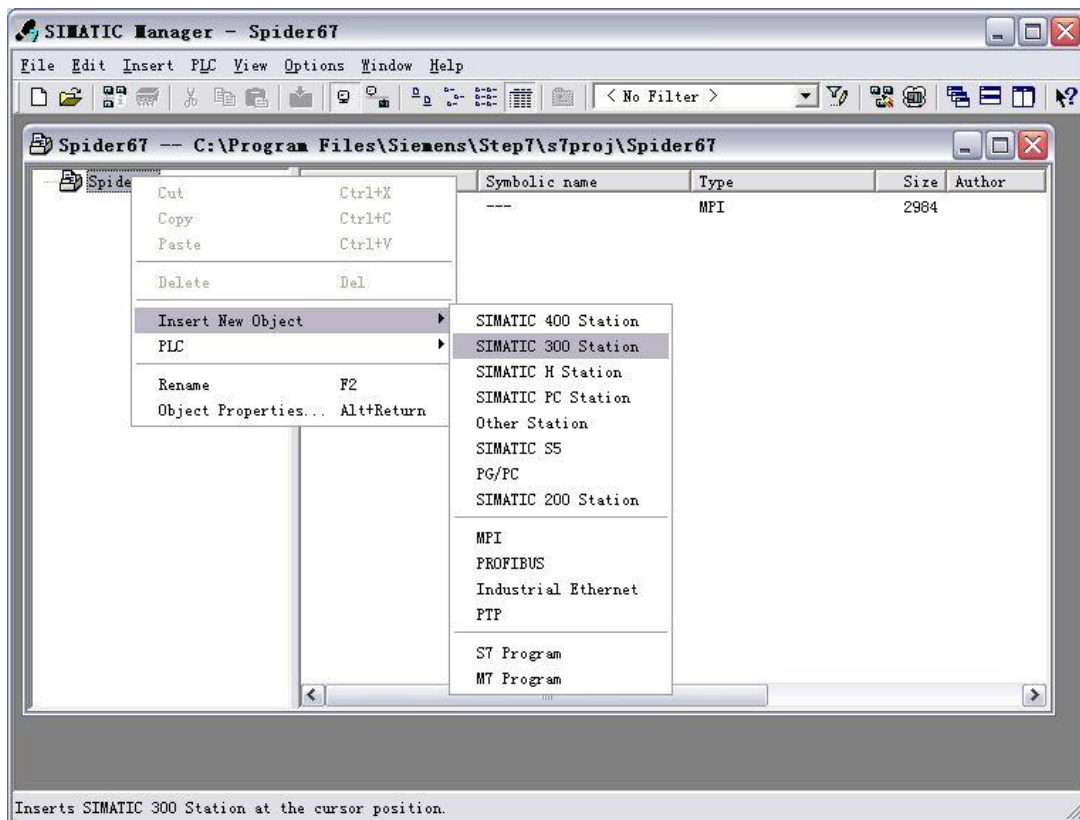 SIMATIC Manager - Spider67
File Edit Insert PLC View Options Window Help
< No Filter >
Spider67 -- C:\Program Files\Siemens\Step7\s7proj\Spider67
Spide
Symbolic name Type Size Author
--- MPI 2984
Cut Ctrl+X
Copy Ctrl+C
Paste Ctrl+V
Delete Del
Insert New Object
PLC
Rename F2
Object Properties... Alt+Return
SIMATIC 400 Station
SIMATIC 300 Station
SIMATIC H Station
SIMATIC PC Station
Other Station
SIMATIC S5
PG/PC
SIMATIC 200 Station
MPI
PROFIBUS
Industrial Ethernet
PTP
S7 Program
M7 Program
Inserts SIMATIC 300 Station at the cursor position.